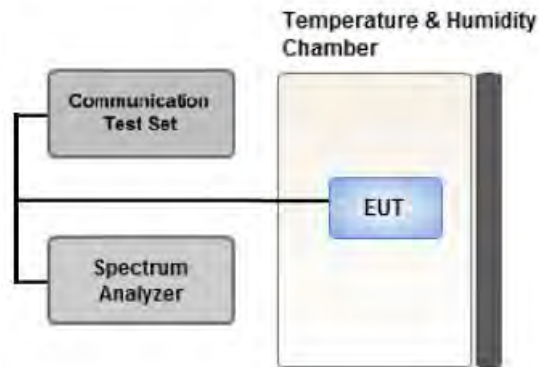 Temperature & Humidity
Chamber
Communication
Test Set
EUT
Spectrum
Analyzer